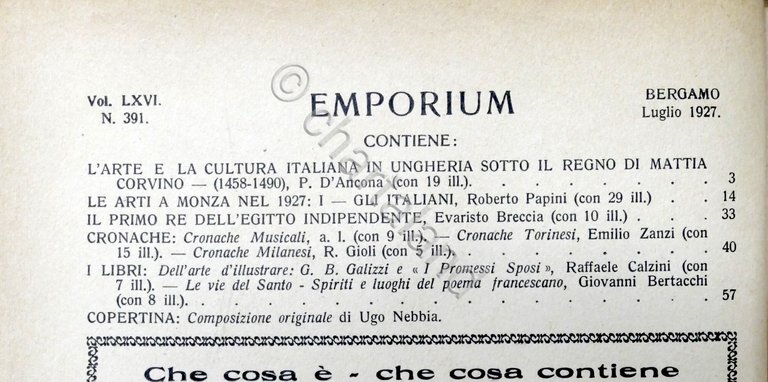 Vol. LXVI.
N. 391.
EMPORIUM
BERGAMO
Luglio 1927.
CONTIENE:
L'ARTE E LA CULTURA ITALIANA IN UNGHERIA SOTTO IL REGNO DI MATTIA
CORVINO — (1458-1490), P. D'Ancona (con 19 ill.). . . . . . . . 3
LE ARTI A MONZA NEL 1927: I — GLI ITALIANI, Roberto Papini (con 29 ill.) . . . 14
IL PRIMO RE DELL'EGITTO INDIPENDENTE, Evaristo Breccia (con 10 ill.) . . . . 33
CRONACHE: Cronache Musicali, a. l. (con 9 ill.). — Cronache Torinesi, Emilio Zanzi (con
15 ill.). — Cronache Milanesi, R. Gioli (con 5 ill.). . . . . . . . 40
I LIBRI: Dell'arte d'illustrare: G. B. Galizzi e « I Promessi Sposi », Raffaele Calzini (con
7 ill.). — Le vie del Santo - Spiriti e luoghi del poema francescano, Giovanni Bertacchi
(con 8 ill.). . . . . . . . . . . . . . . 57
COPERTINA: Composizione originale di Ugo Nebbia.
Che cosa è - che cosa contiene
© chartaland